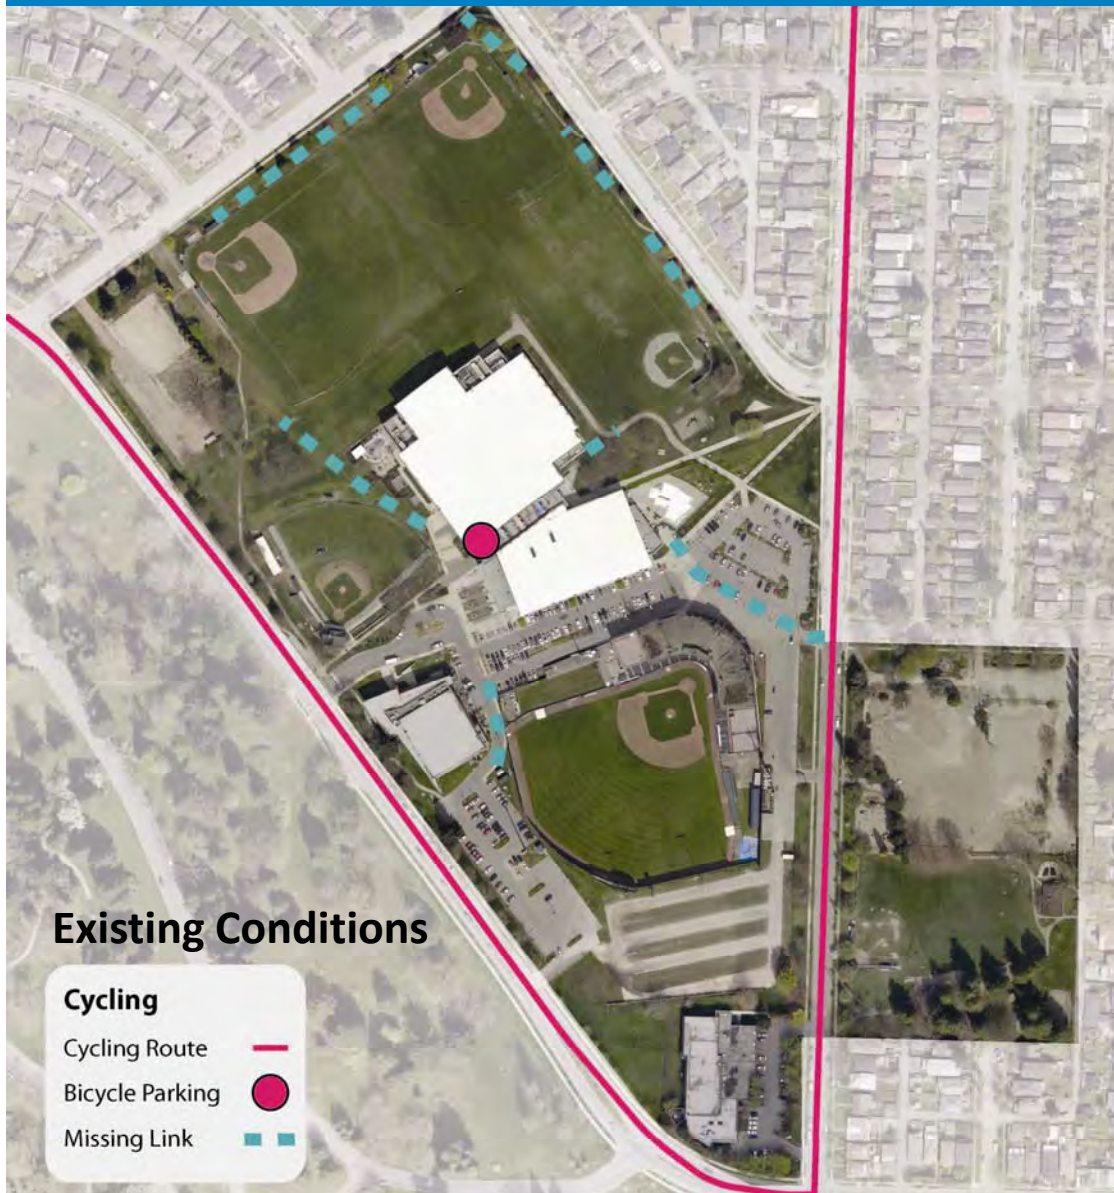 Existing Conditions
Cycling
Cycling Route
Bicycle Parking
Missing Link